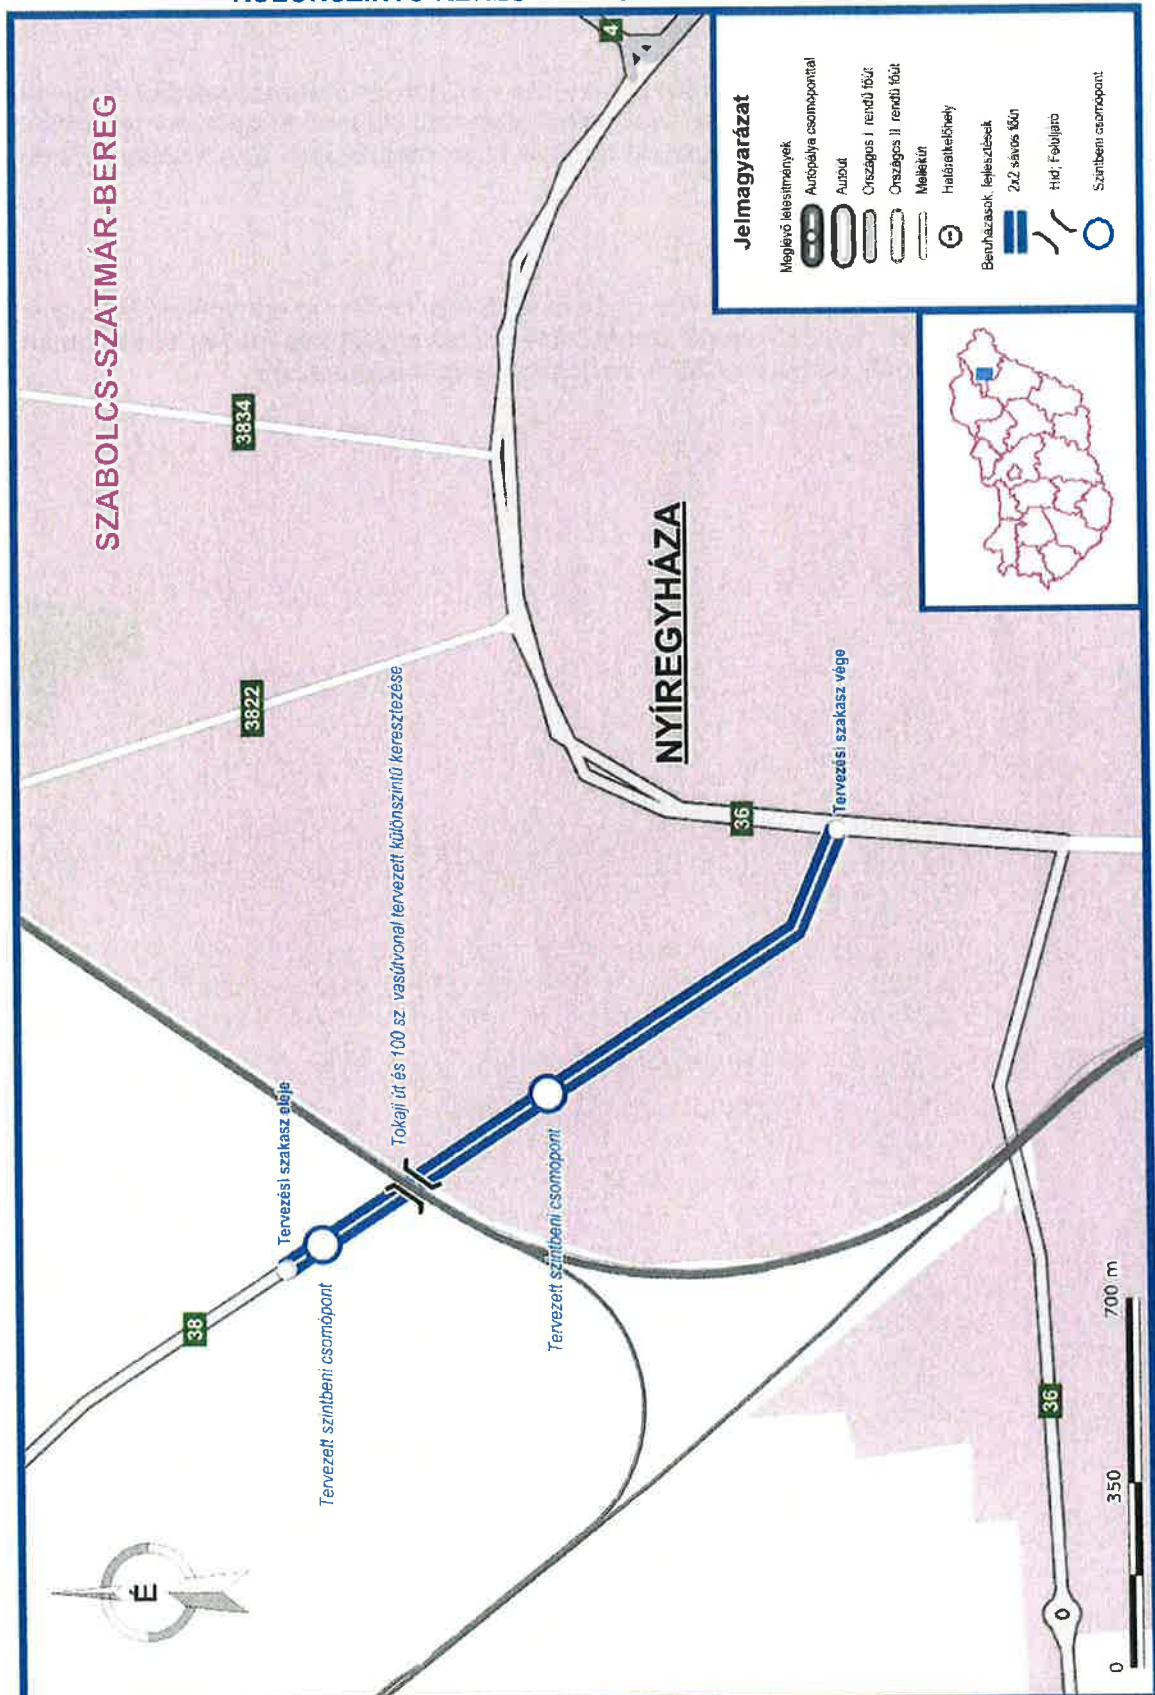 SZABOLCS-SZATMÁR-BEREG
4
3834
3822
NYÍREGYHÁZA
36
38
36
Tokaji út és 100 sz. vasútvonal tervezett különszintű keresztezése
Tervezési szakasz eleje
Tervezési szakasz vége
Tervezett szintbeni csomópont
Tervezett szintbeni csomópont
É
0 350 700 m
Jelmagyarázat
Meglévő létesítmények
Autópálya csomóponttal
Autóút
Országos I. rendű főút
Országos II. rendű főút
Mellékút
Határátkelőhely
Beruházások, fejlesztések
2x2 sávos főút
Híd; Felüljáró
Szintbeni csomópont